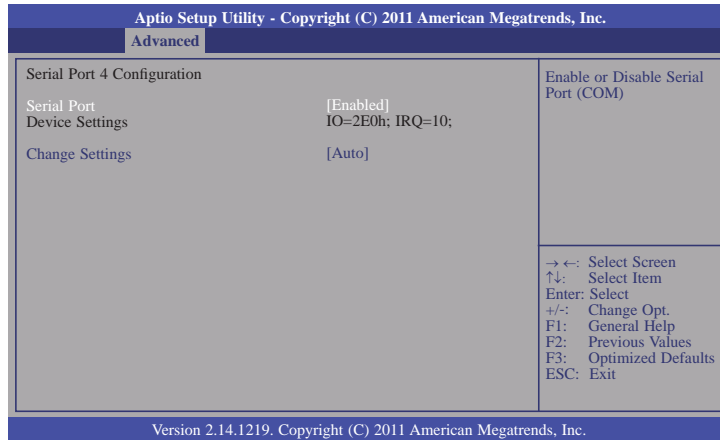 Aptio Setup Utility - Copyright (C) 2011 American Megatrends, Inc.
Advanced
Serial Port 4 Configuration
Serial Port [Enabled]
Device Settings IO=2E0h; IRQ=10;
Change Settings [Auto]
Enable or Disable Serial
Port (COM)
→ ←: Select Screen
↑↓: Select Item
Enter: Select
+/-: Change Opt.
F1: General Help
F2: Previous Values
F3: Optimized Defaults
ESC: Exit
Version 2.14.1219. Copyright (C) 2011 American Megatrends, Inc.